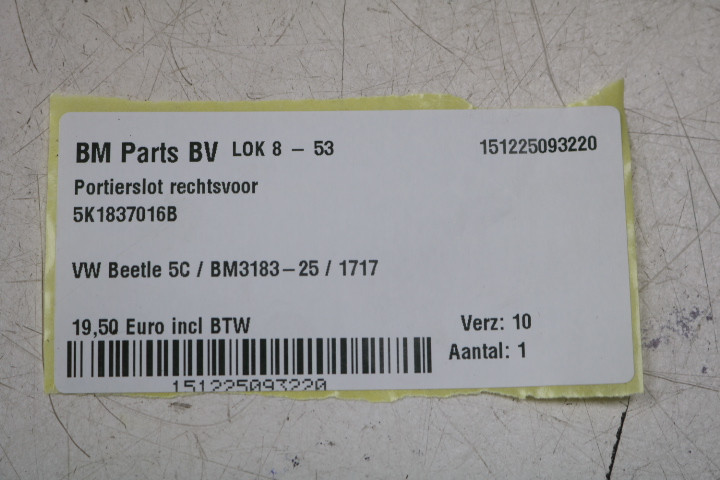 BM Parts BV LOK 8 - 53 151225093220
Portierslot rechtsvoor
5K1837016B
VW Beetle 5C / BM3183-25 / 1717
19,50 Euro incl BTW Verz: 10
Aantal: 1
151225093220